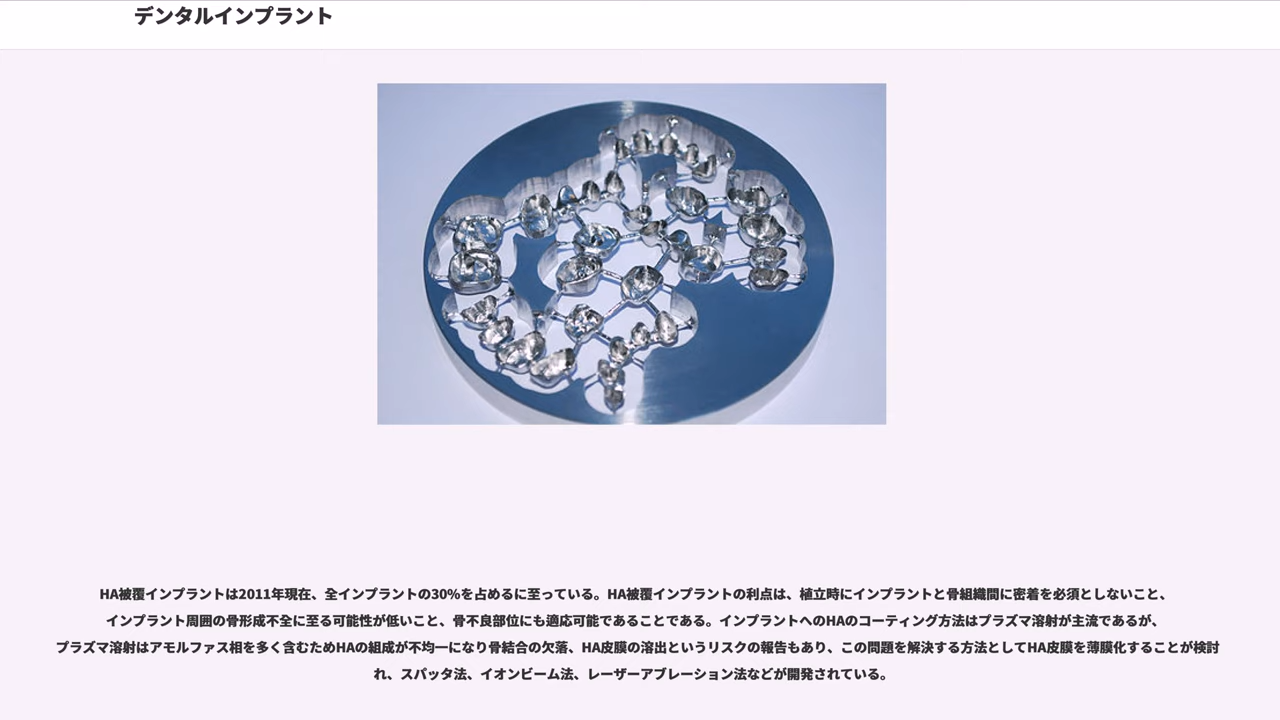 デンタルインプラント
HA被覆インプラントは2011年現在、全インプラントの30%を占めるに至っている。HA被覆インプラントの利点は、植立時にインプラントと骨組織間に密着を必須としないこと、
インプラント周囲の骨形成不全に至る可能性が低いこと、骨不良部位にも適応可能であることである。インプラントへのHAのコーティング方法はプラズマ溶射が主流であるが、
プラズマ溶射はアモルファス相を多く含むためHAの組成が不均一になり骨結合の欠落、HA皮膜の溶出というリスクの報告もあり、この問題を解決する方法としてHA皮膜を薄膜化することが検討
れ、スパッタ法、イオンビーム法、レーザーアブレーション法などが開発されている。